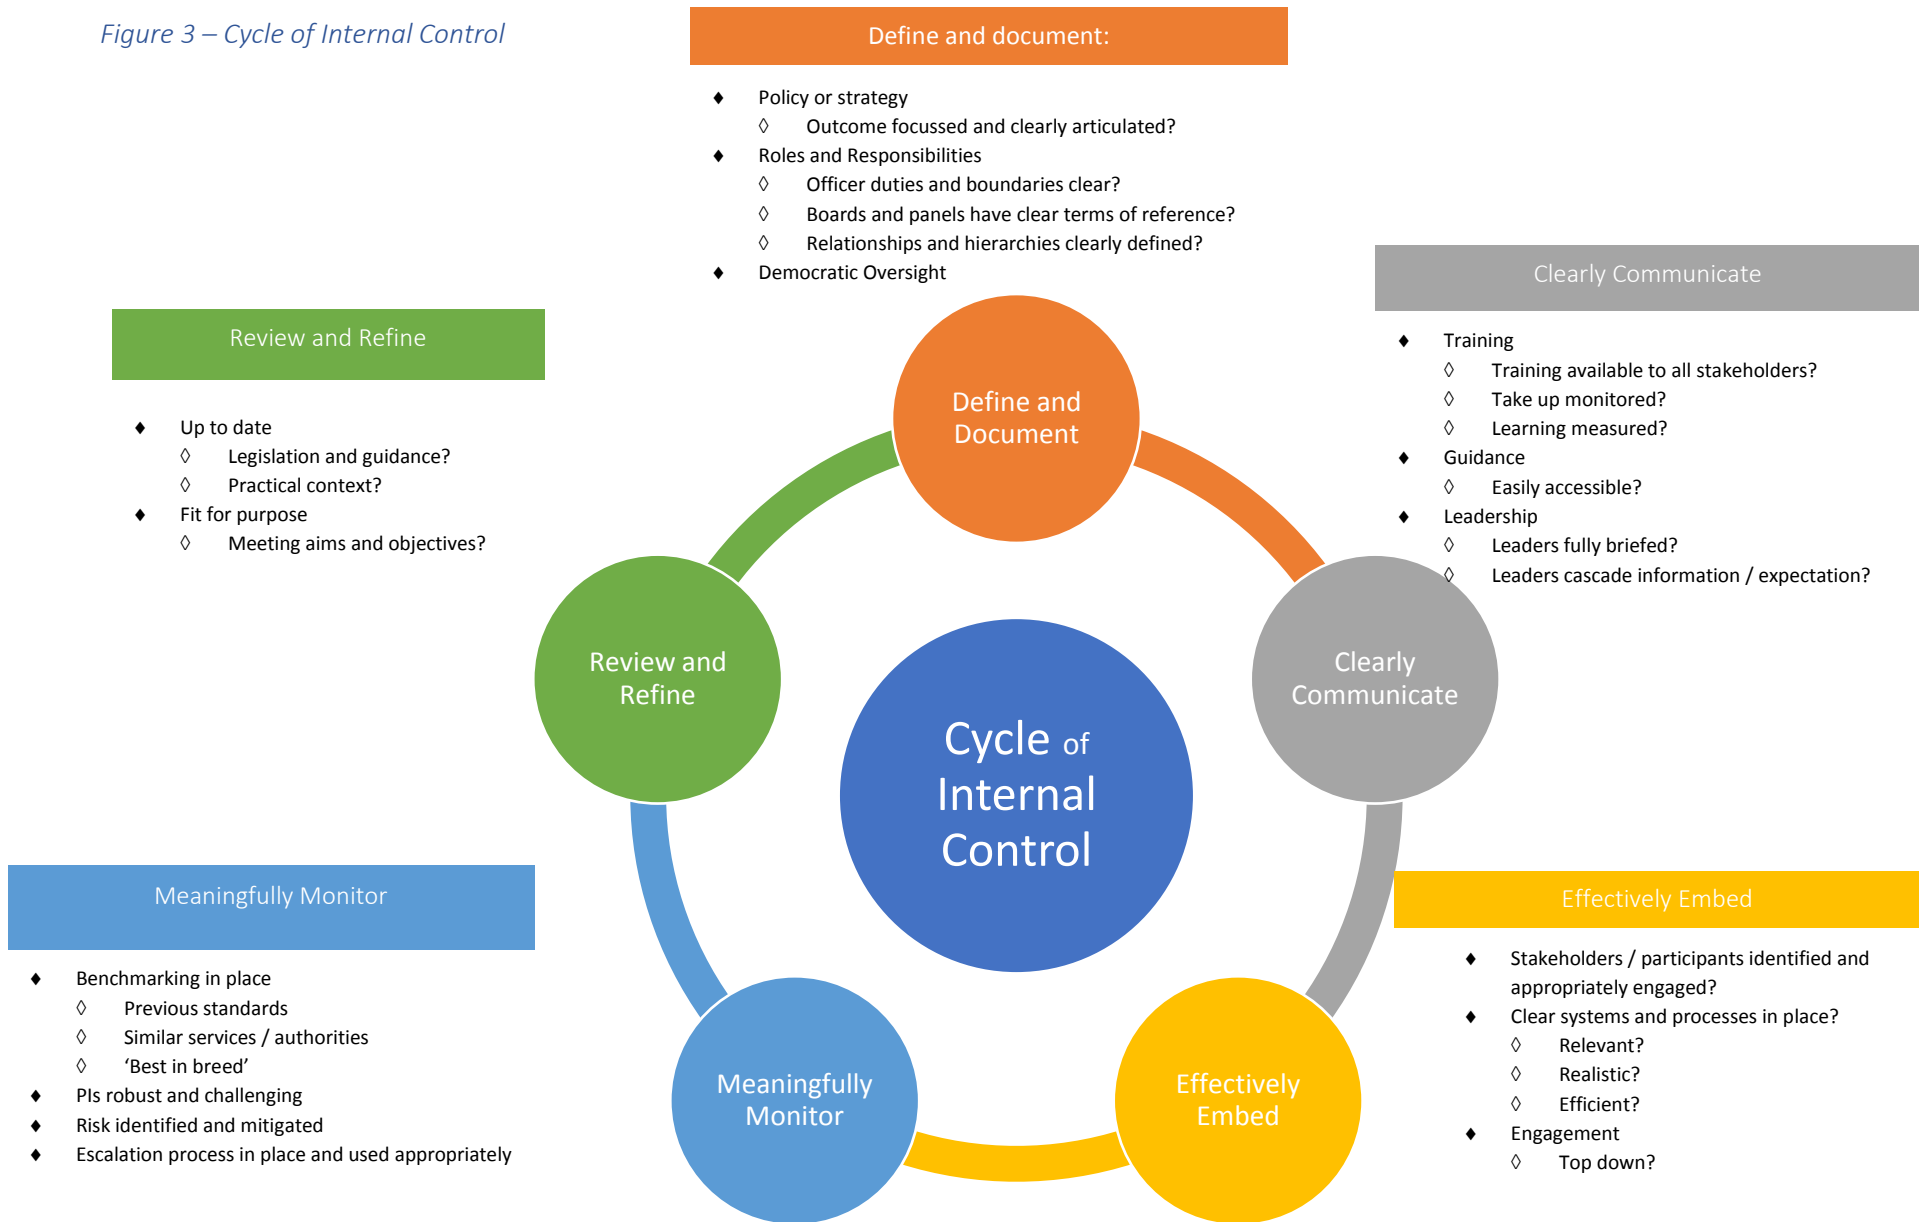 Figure 3 – Cycle of Internal Control
Define and document:
♦ Policy or strategy
◊ Outcome focussed and clearly articulated?
♦ Roles and Responsibilities
◊ Officer duties and boundaries clear?
◊ Boards and panels have clear terms of reference?
◊ Relationships and hierarchies clearly defined?
♦ Democratic Oversight
Clearly Communicate
♦ Training
◊ Training available to all stakeholders?
◊ Take up monitored?
◊ Learning measured?
♦ Guidance
◊ Easily accessible?
♦ Leadership
◊ Leaders fully briefed?
◊ Leaders cascade information / expectation?
Review and Refine
♦ Up to date
◊ Legislation and guidance?
◊ Practical context?
♦ Fit for purpose
◊ Meeting aims and objectives?
Define and
Document
Review and
Refine
Clearly
Communicate
Cycle of
Internal
Control
Meaningfully Monitor
♦ Benchmarking in place
◊ Previous standards
◊ Similar services / authorities
◊ ‘Best in breed’
♦ PIs robust and challenging
♦ Risk identified and mitigated
♦ Escalation process in place and used appropriately
Meaningfully
Monitor
Effectively
Embed
Effectively Embed
♦ Stakeholders / participants identified and
appropriately engaged?
♦ Clear systems and processes in place?
◊ Relevant?
◊ Realistic?
◊ Efficient?
♦ Engagement
◊ Top down?